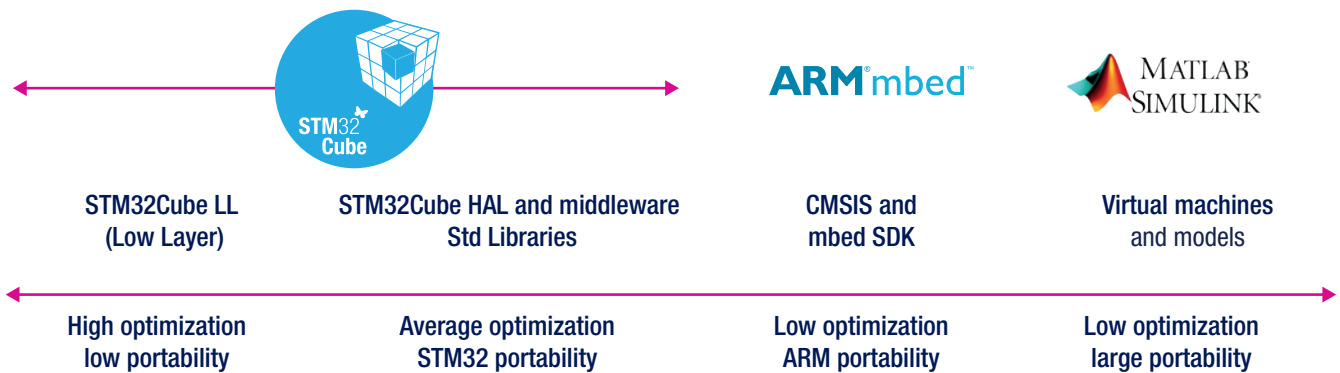 STM32
Cube
ARM® mbed™
MATLAB®
SIMULINK®
STM32Cube LL
(Low Layer)
STM32Cube HAL and middleware
Std Libraries
CMSIS and
mbed SDK
Virtual machines
and models
High optimization
low portability
Average optimization
STM32 portability
Low optimization
ARM portability
Low optimization
large portability